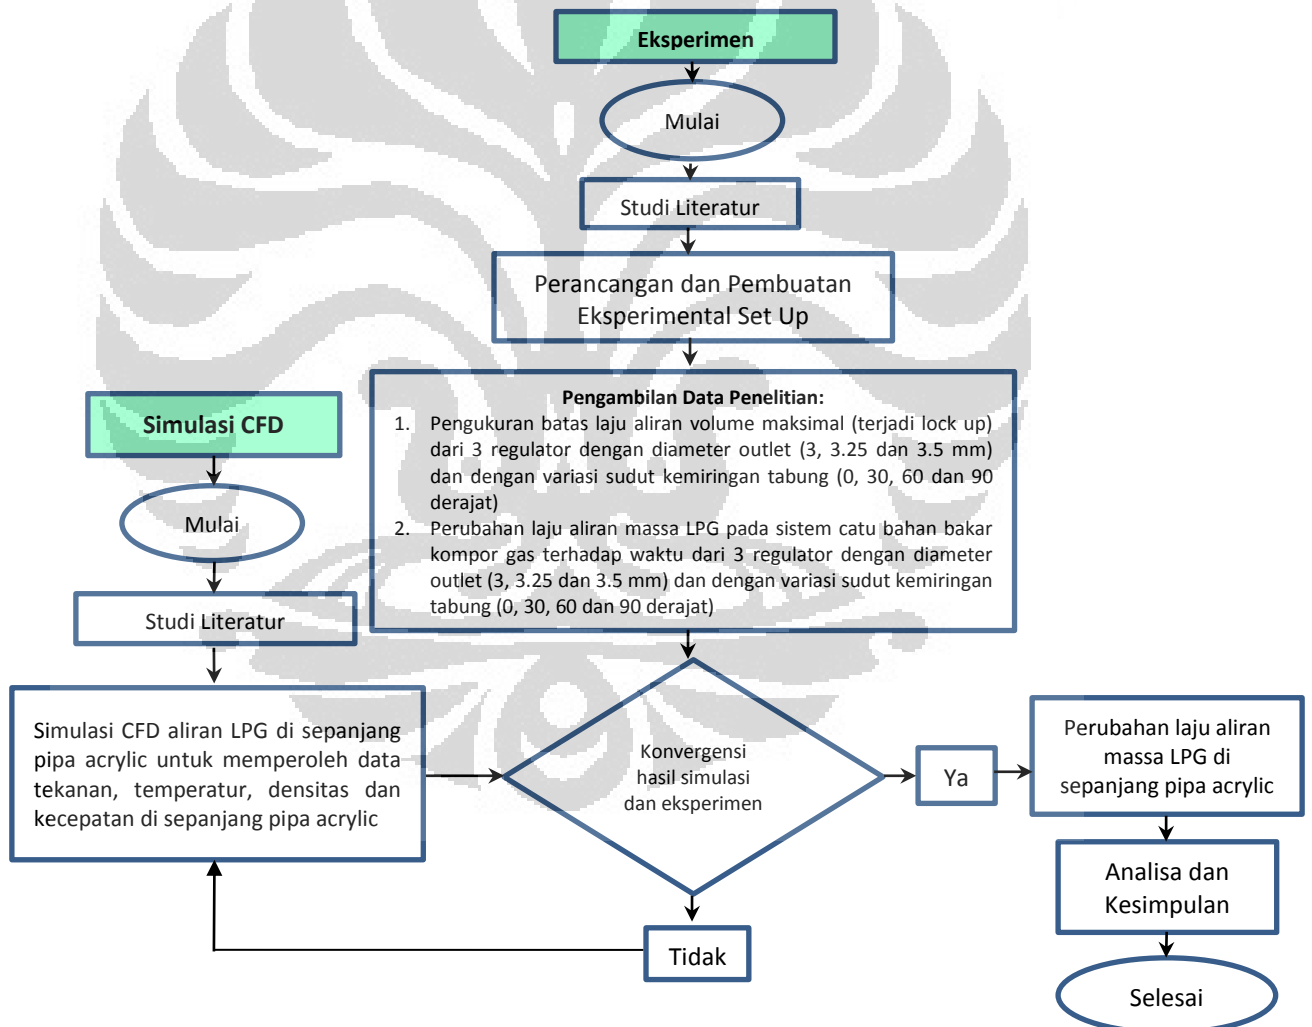 Eksperimen
Mulai
Studi Literatur
Perancangan dan Pembuatan
Eksperimental Set Up
Pengambilan Data Penelitian:
1. Pengukuran batas laju aliran volume maksimal (terjadi lock up)
dari 3 regulator dengan diameter outlet (3, 3.25 dan 3.5 mm)
dan dengan variasi sudut kemiringan tabung (0, 30, 60 dan 90
derajat)
2. Perubahan laju aliran massa LPG pada sistem catu bahan bakar
kompor gas terhadap waktu dari 3 regulator dengan diameter
outlet (3, 3.25 dan 3.5 mm) dan dengan variasi sudut kemiringan
tabung (0, 30, 60 dan 90 derajat)
Simulasi CFD
Mulai
Studi Literatur
Simulasi CFD aliran LPG di sepanjang
pipa acrylic untuk memperoleh data
tekanan, temperatur, densitas dan
kecepatan di sepanjang pipa acrylic
Konvergensi
hasil simulasi
dan eksperimen
Ya
Tidak
Perubahan laju aliran
massa LPG di
sepanjang pipa acrylic
Analisa dan
Kesimpulan
Selesai